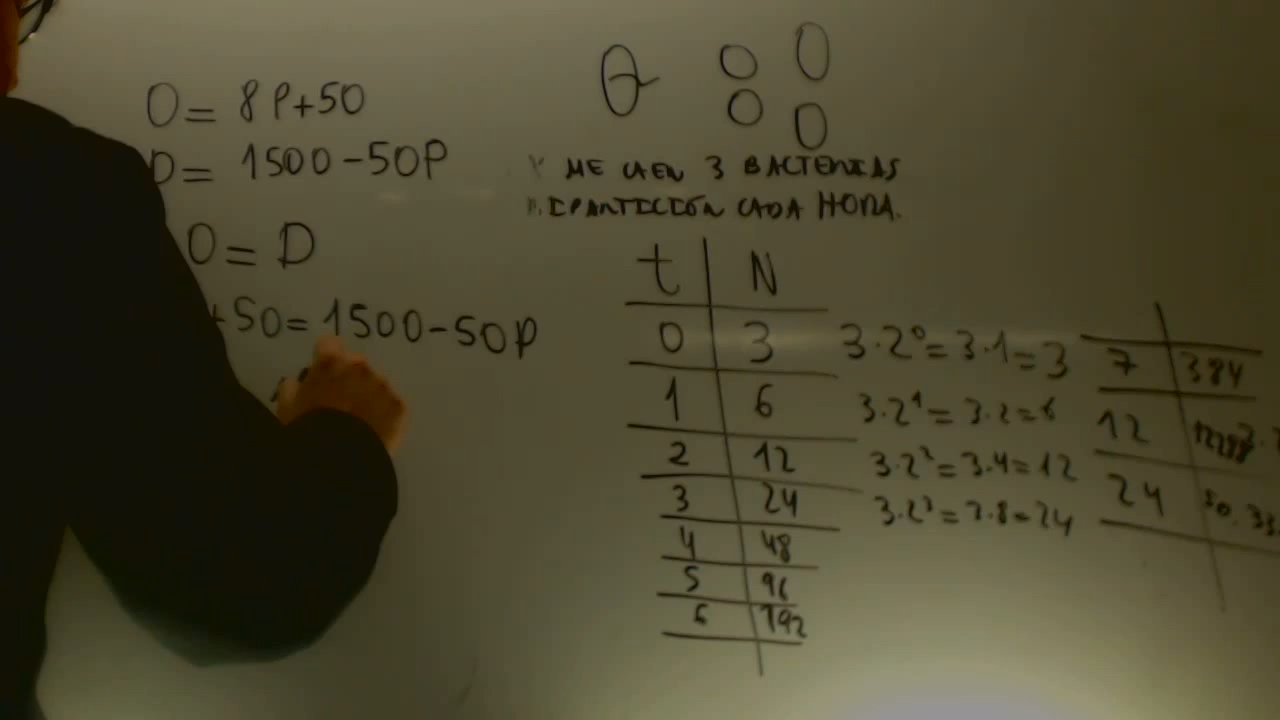 O = 8P+50
D = 1500-50P
O = D
+50 = 1500-50P
ME CAEN 3 BACTERIAS
CADA HORA.
t N
0 3 3·2⁰=3·1=3
1 6 3·2¹=3·2=6
2 12 3·2²=3·4=12
3 24 3·2³=3·8=24
4 48
5 96
6 192
7 384
12
24